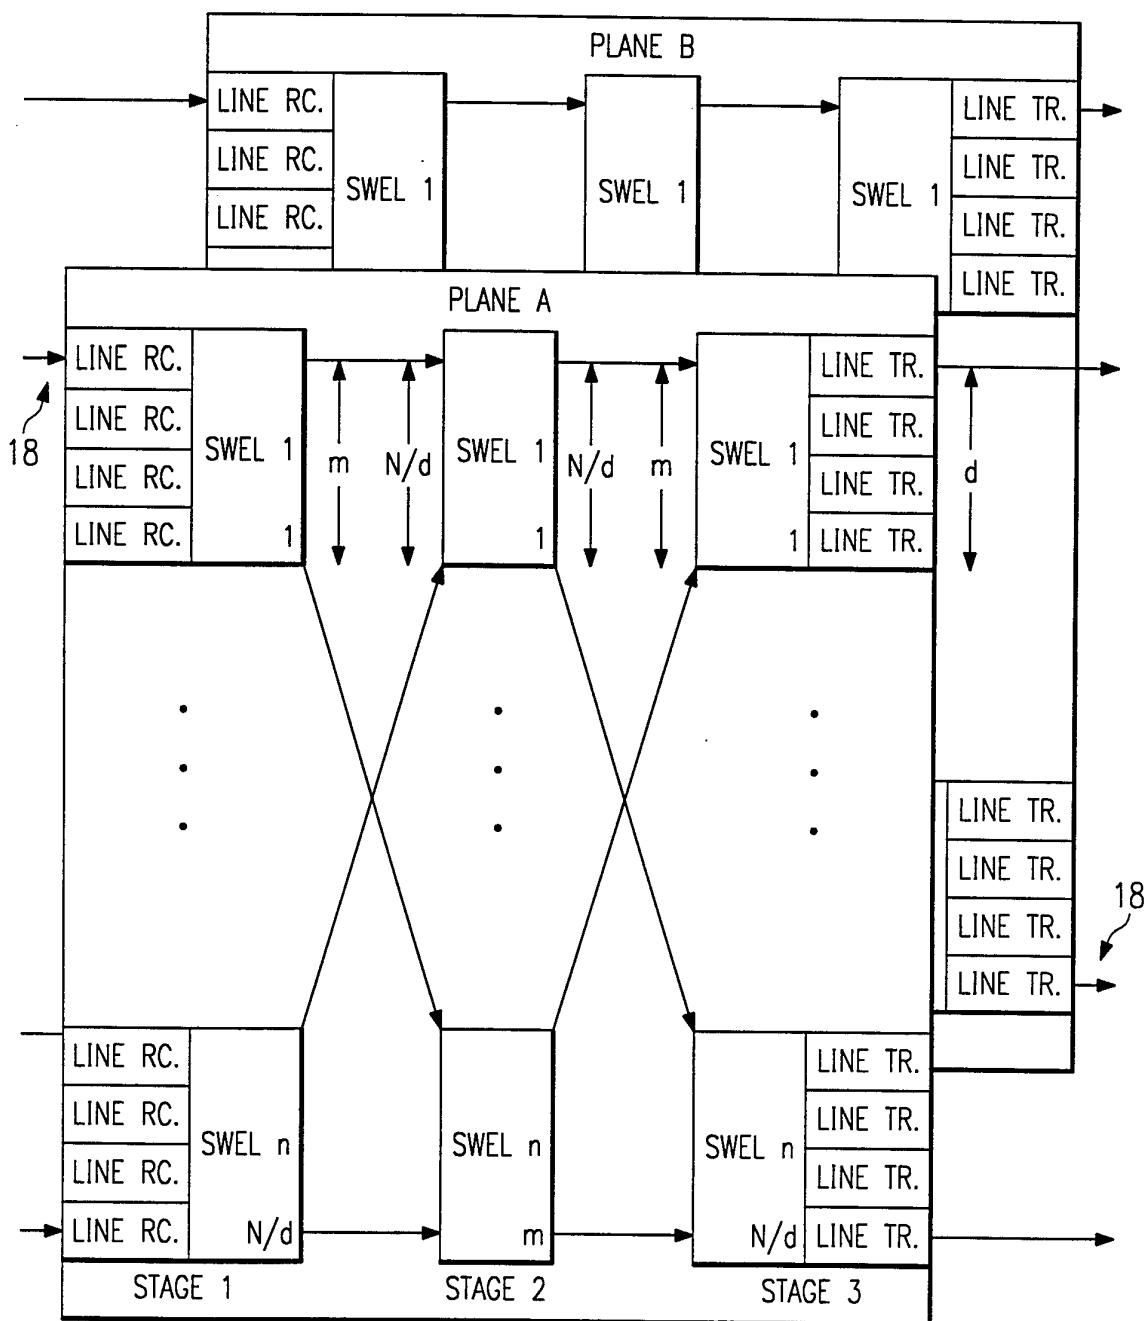 PLANE B
LINE RC.
LINE RC.
LINE RC.
SWEL 1
SWEL 1
SWEL 1
LINE TR.
LINE TR.
LINE TR.
LINE TR.
PLANE A
LINE RC.
LINE RC.
LINE RC.
LINE RC.
18
SWEL 1
1
m
N/d
SWEL 1
1
N/d
m
SWEL 1
1
LINE TR.
LINE TR.
LINE TR.
LINE TR.
d
LINE TR.
LINE TR.
LINE TR.
LINE TR.
18
LINE RC.
LINE RC.
LINE RC.
LINE RC.
SWEL n
N/d
SWEL n
m
SWEL n
N/d
LINE TR.
LINE TR.
LINE TR.
LINE TR.
STAGE 1
STAGE 2
STAGE 3